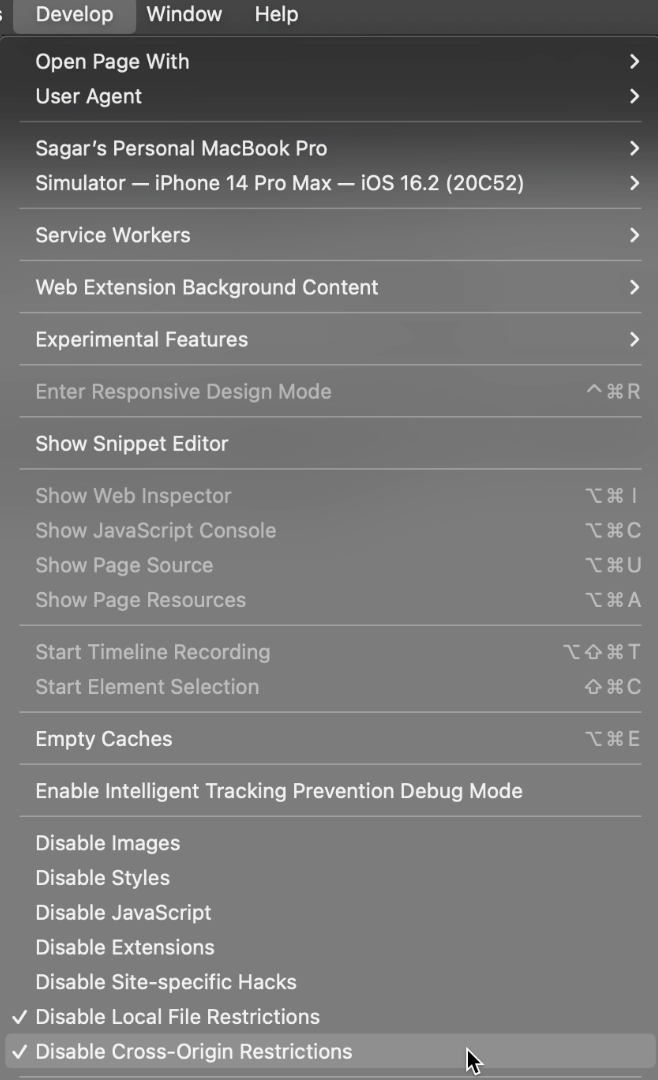 s Develop Window Help
Open Page With
User Agent
Sagar’s Personal MacBook Pro
Simulator — iPhone 14 Pro Max — iOS 16.2 (20C52)
Service Workers
Web Extension Background Content
Experimental Features
Enter Responsive Design Mode ^⌘R
Show Snippet Editor
Show Web Inspector ⌥⌘I
Show JavaScript Console ⌥⌘C
Show Page Source ⌥⌘U
Show Page Resources ⌥⌘A
Start Timeline Recording ⌥⇧⌘T
Start Element Selection ⇧⌘C
Empty Caches ⌥⌘E
Enable Intelligent Tracking Prevention Debug Mode
Disable Images
Disable Styles
Disable JavaScript
Disable Extensions
Disable Site-specific Hacks
✓ Disable Local File Restrictions
✓ Disable Cross-Origin Restrictions